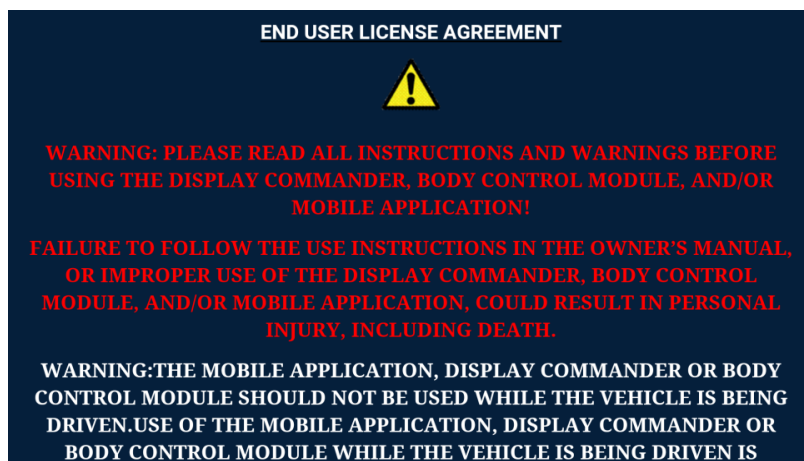 END USER LICENSE AGREEMENT
WARNING: PLEASE READ ALL INSTRUCTIONS AND WARNINGS BEFORE
USING THE DISPLAY COMMANDER, BODY CONTROL MODULE, AND/OR
MOBILE APPLICATION!
FAILURE TO FOLLOW THE USE INSTRUCTIONS IN THE OWNER’S MANUAL,
OR IMPROPER USE OF THE DISPLAY COMMANDER, BODY CONTROL
MODULE, AND/OR MOBILE APPLICATION, COULD RESULT IN PERSONAL
INJURY, INCLUDING DEATH.
WARNING:THE MOBILE APPLICATION, DISPLAY COMMANDER OR BODY
CONTROL MODULE SHOULD NOT BE USED WHILE THE VEHICLE IS BEING
DRIVEN.USE OF THE MOBILE APPLICATION, DISPLAY COMMANDER OR
BODY CONTROL MODULE WHILE THE VEHICLE IS BEING DRIVEN IS